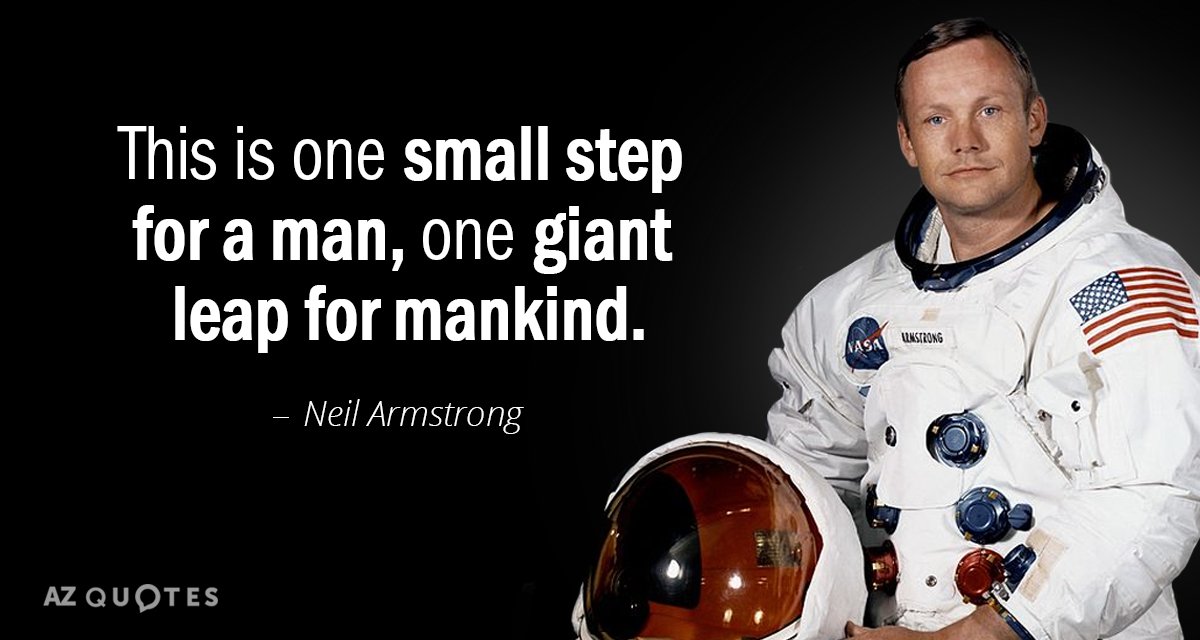 This is one small step
for a man, one giant
leap for mankind.
– Neil Armstrong
NASA
ARMSTRONG
AZ QUOTES